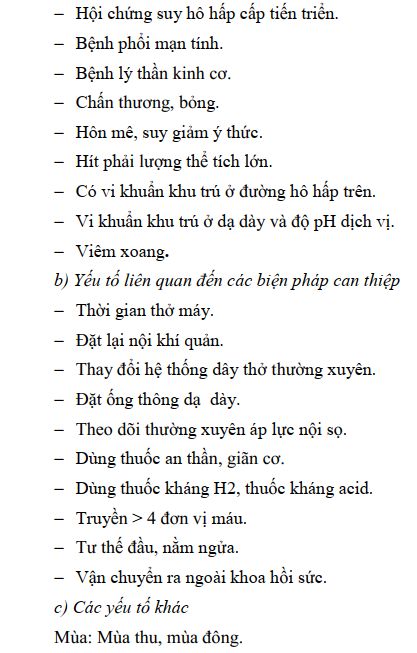 – Hội chứng suy hô hấp cấp tiến triển.
– Bệnh phổi mạn tính.
– Bệnh lý thần kinh cơ.
– Chấn thương, bỏng.
– Hôn mê, suy giảm ý thức.
– Hít phải lượng thể tích lớn.
– Có vi khuẩn khu trú ở đường hô hấp trên.
– Vi khuẩn khu trú ở dạ dày và độ pH dịch vị.
– Viêm xoang.
b) Yếu tố liên quan đến các biện pháp can thiệp
– Thời gian thở máy.
– Đặt lại nội khí quản.
– Thay đổi hệ thống dây thở thường xuyên.
– Đặt ống thông dạ dày.
– Theo dõi thường xuyên áp lực nội sọ.
– Dùng thuốc an thần, giãn cơ.
– Dùng thuốc kháng H2, thuốc kháng acid.
– Truyền > 4 đơn vị máu.
– Tư thế đầu, nằm ngửa.
– Vận chuyển ra ngoài khoa hồi sức.
c) Các yếu tố khác
Mùa: Mùa thu, mùa đông.